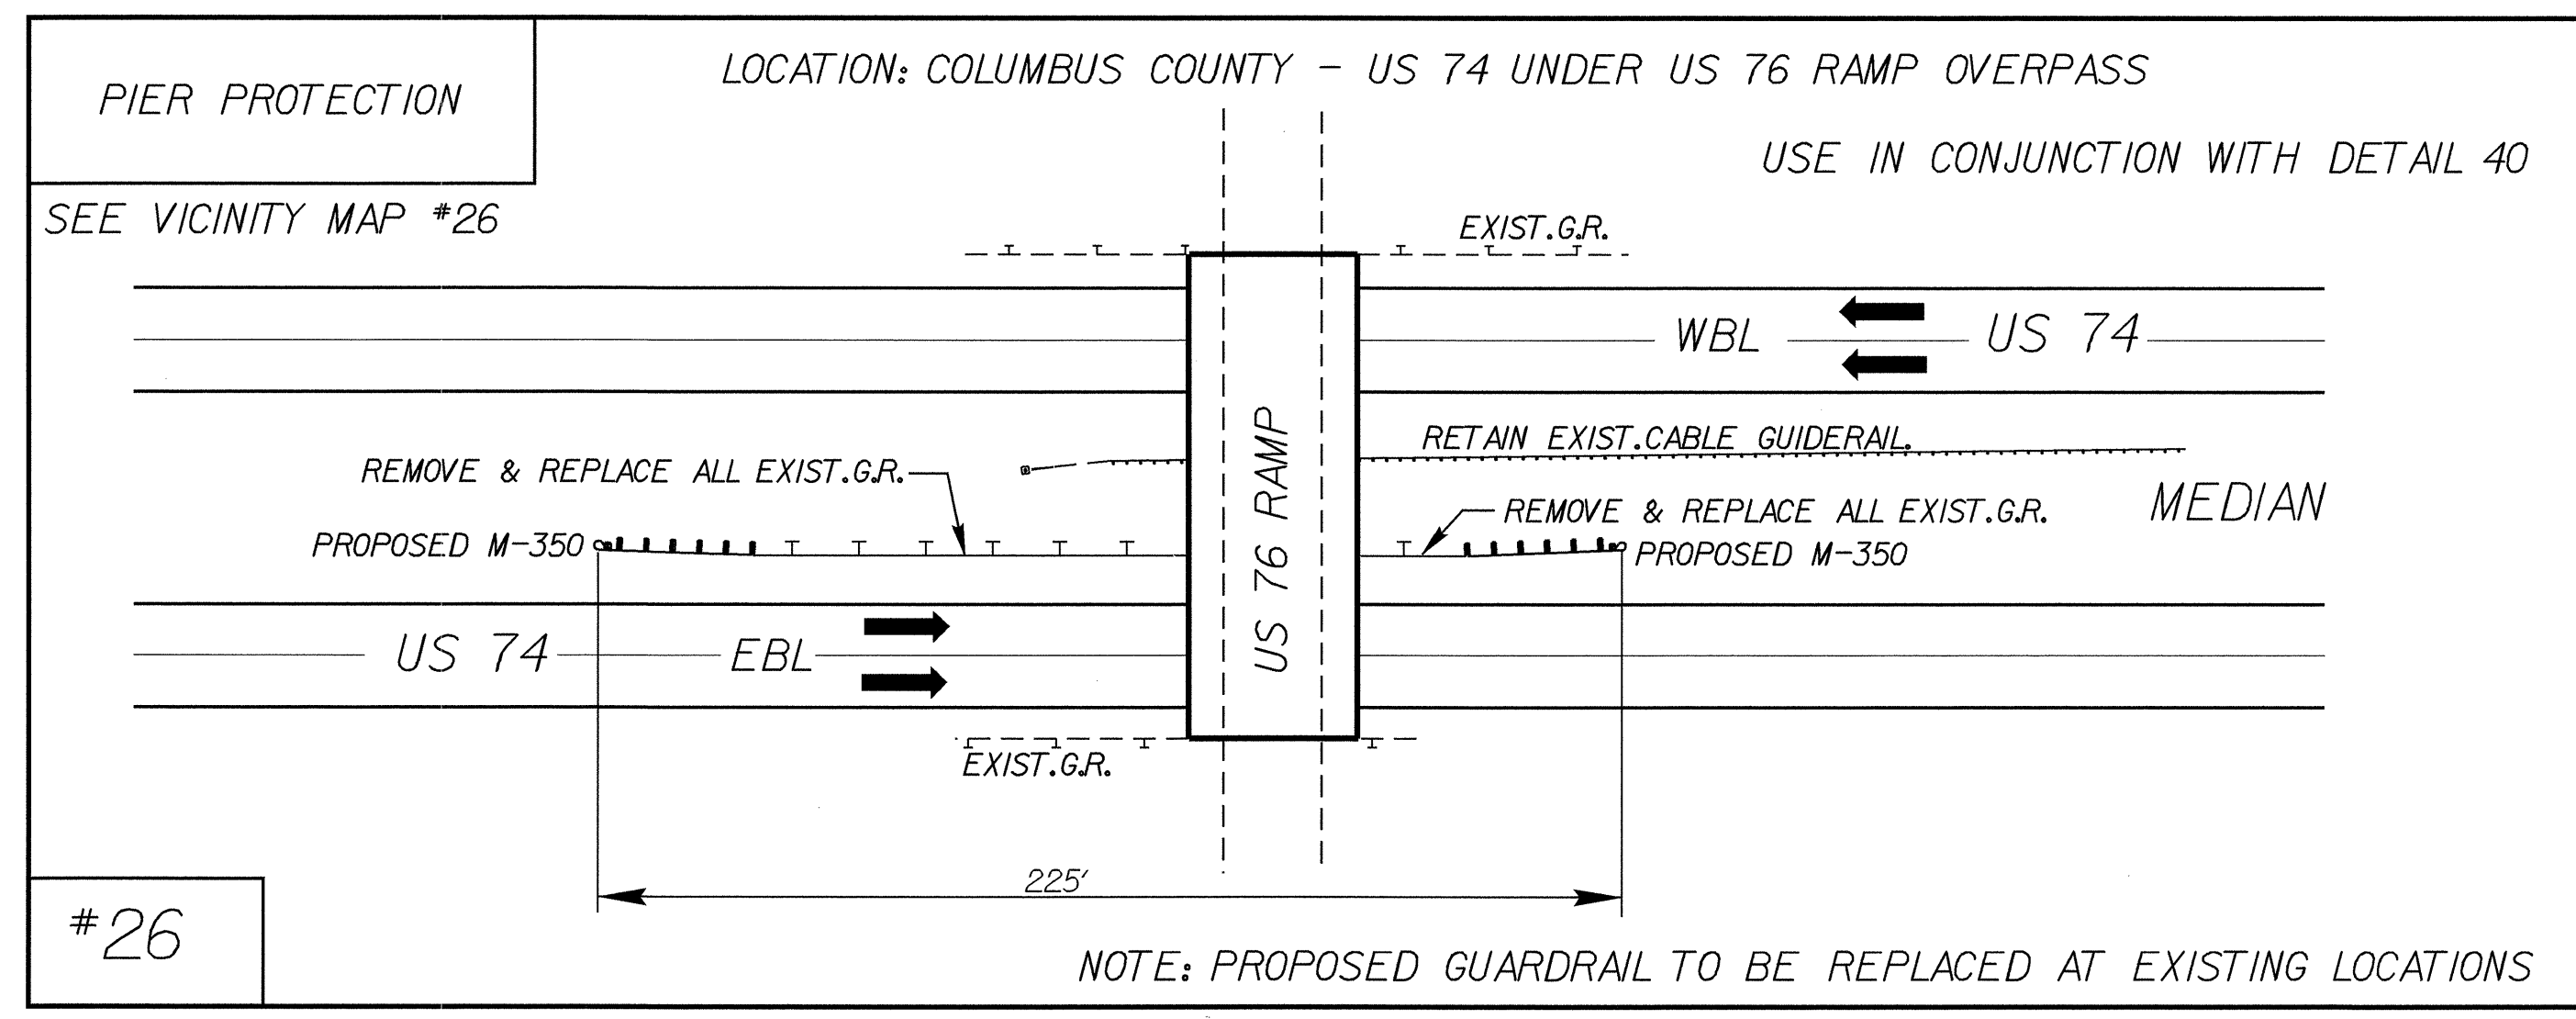 PIER PROTECTION
LOCATION: COLUMBUS COUNTY - US 74 UNDER US 76 RAMP OVERPASS
USE IN CONJUNCTION WITH DETAIL 40
SEE VICINITY MAP #26
EXIST. G.R.
WBL
US 74
RETAIN EXIST. CABLE GUIDERAIL.
REMOVE & REPLACE ALL EXIST. G.R.
MEDIAN
REMOVE & REPLACE ALL EXIST. G.R.
PROPOSED M-350
PROPOSED M-350
US 76 RAMP
US 74
EBL
EXIST. G.R.
225'
#26
NOTE: PROPOSED GUARDRAIL TO BE REPLACED AT EXISTING LOCATIONS